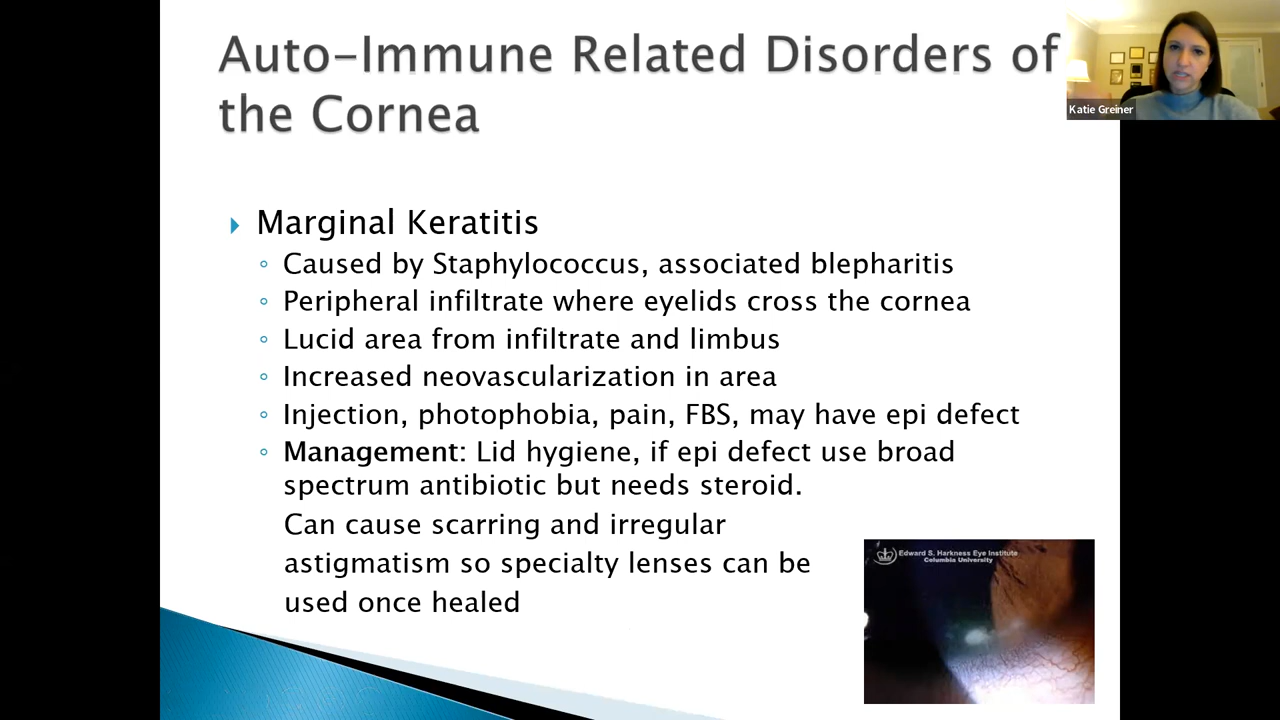 Auto-Immune Related Disorders of
the Cornea
Katie Greiner
Marginal Keratitis
Caused by Staphylococcus, associated blepharitis
Peripheral infiltrate where eyelids cross the cornea
Lucid area from infiltrate and limbus
Increased neovascularization in area
Injection, photophobia, pain, FBS, may have epi defect
Management: Lid hygiene, if epi defect use broad
spectrum antibiotic but needs steroid.
Can cause scarring and irregular
astigmatism so specialty lenses can be
used once healed
Edward S. Harkness Eye Institute
Columbia University